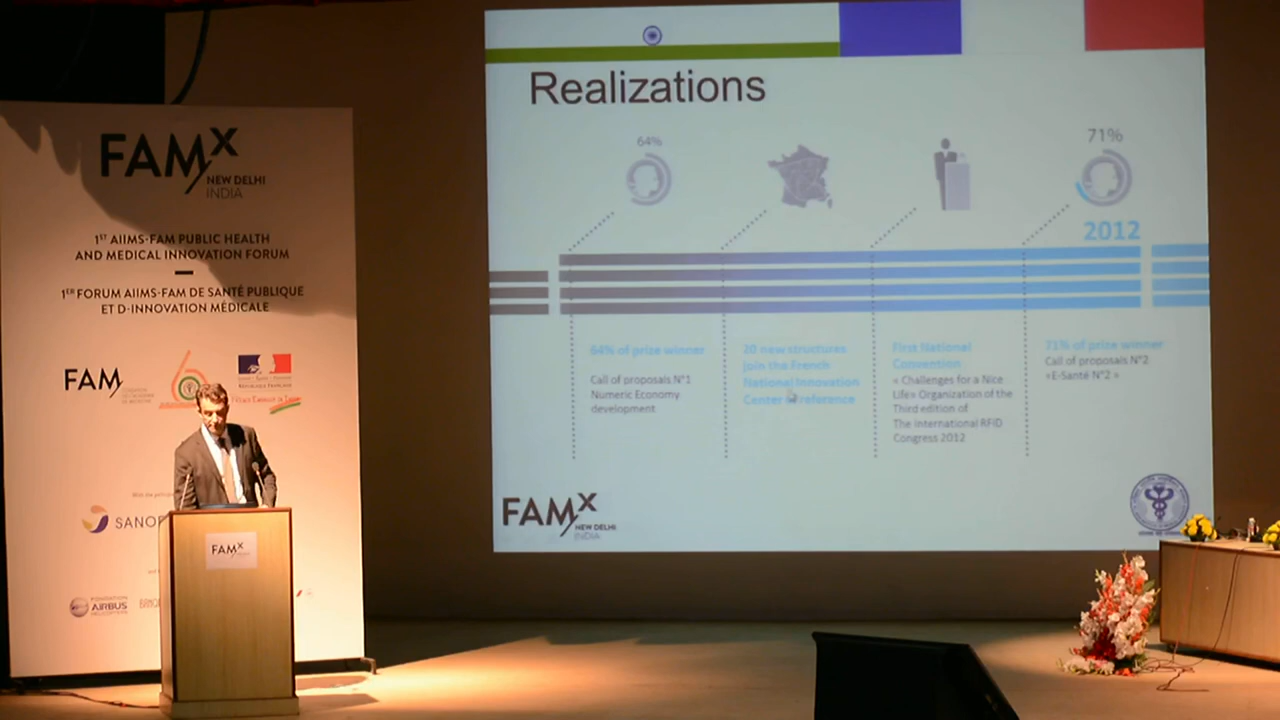 FAMX
NEW DELHI
INDIA
1ST AIIMS-FAM PUBLIC HEALTH
AND MEDICAL INNOVATION FORUM
1ER FORUM AIIMS-FAM DE SANTÉ PUBLIQUE
ET D-INNOVATION MÉDICALE
FAM
SANOF
FONDATION
AIRBUS
FAMX
Realizations
64%
71%
2012
64% of prize winner
Call of proposals N°1
Numeric Economy
development
20 new structures
join the French
National Innovation
Center reference
First National
Convention
« Challenges for a Nice
Life» Organization of the
Third edition of
The International RFID
Congress 2012
71% of prize winner
Call of proposals N°2
«E-Santé N°2 »
FAMX
NEW DELHI
INDIA